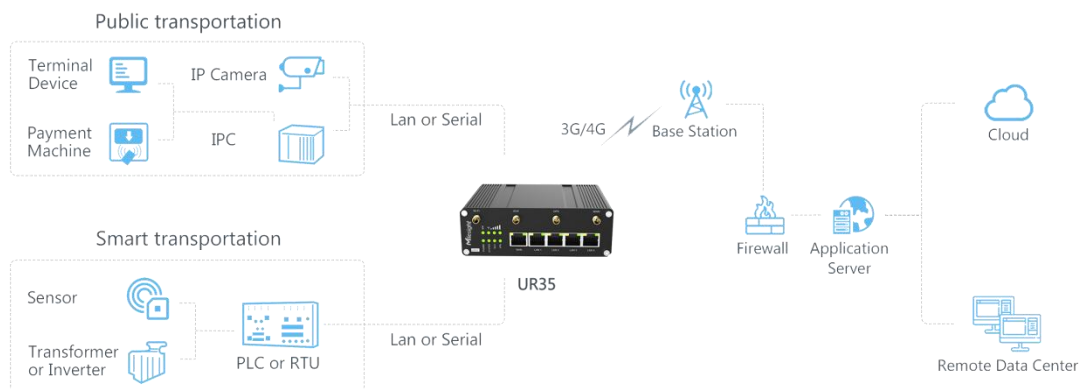 Public transportation
Terminal
Device
IP Camera
Payment
Machine
IPC
Lan or Serial
3G/4G
Base Station
Cloud
Firewall
Application
Server
Milesight
UR35
Smart transportation
Sensor
Transformer
or Inverter
PLC or RTU
Lan or Serial
Remote Data Center